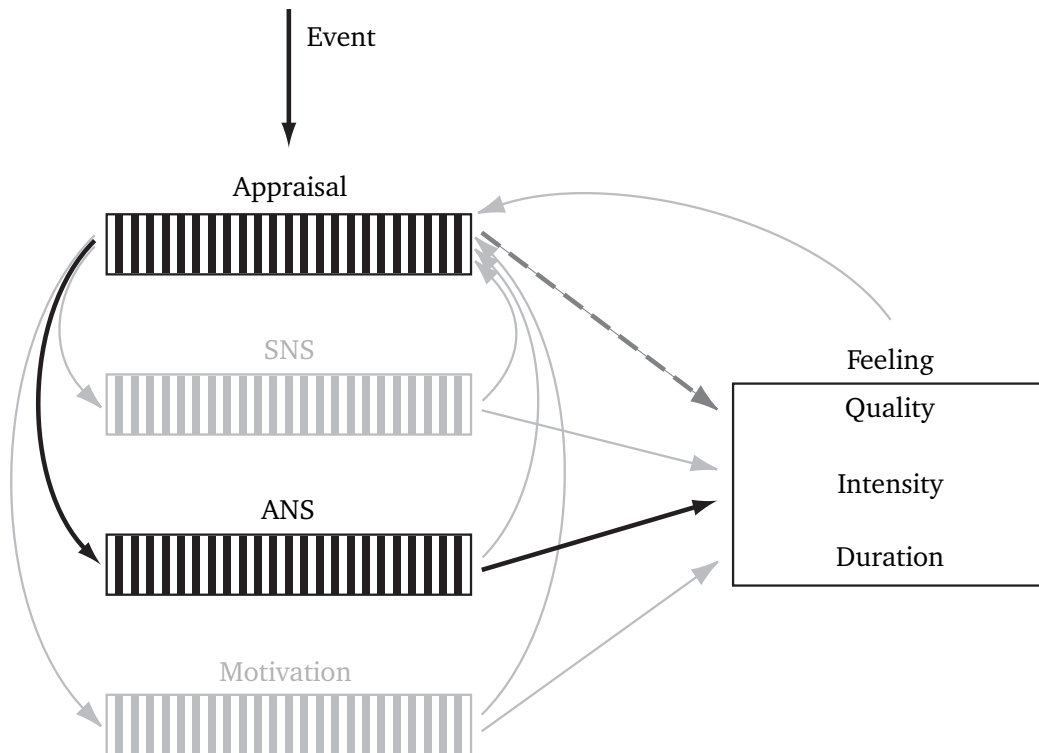 Event
Appraisal
SNS
Feeling
Quality
Intensity
ANS
Duration
Motivation